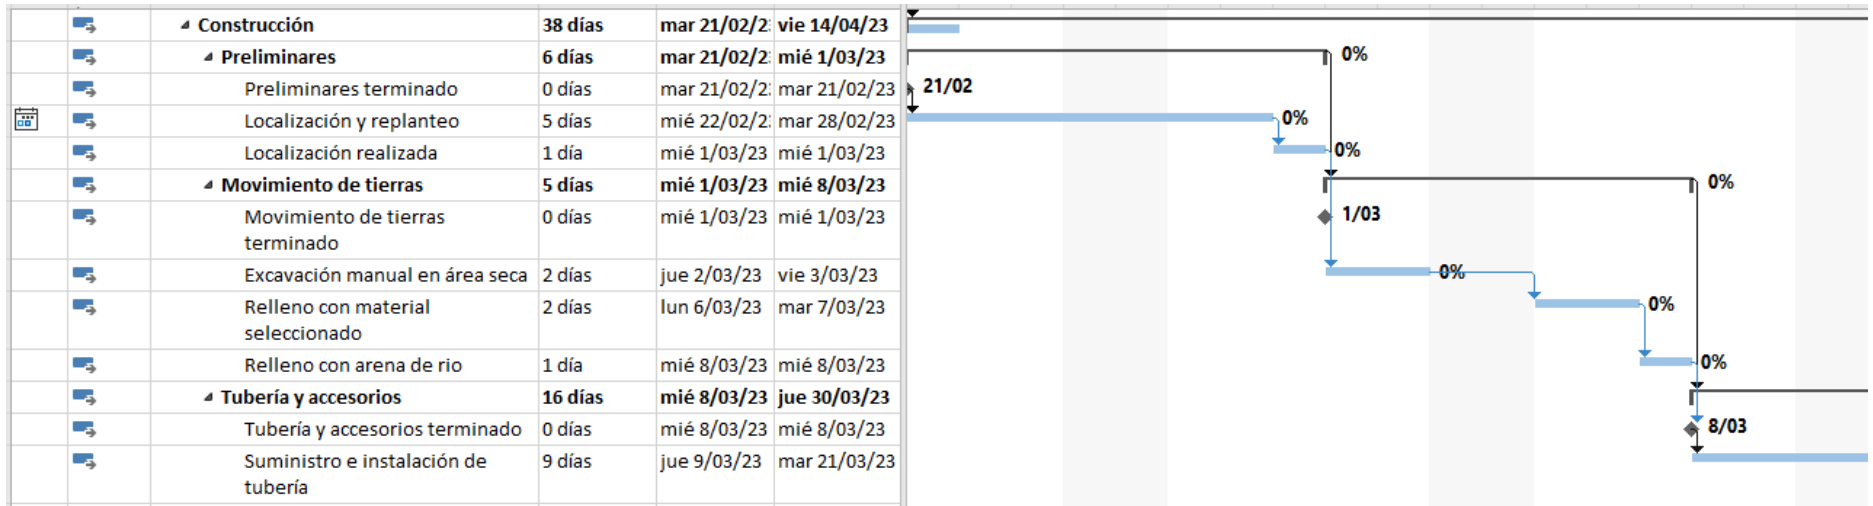 Construcción 38 días mar 21/02/2 vie 14/04/23
Preliminares 6 días mar 21/02/2 mié 1/03/23 0%
Preliminares terminado 0 días mar 21/02/2 mar 21/02/23 21/02
Localización y replanteo 5 días mié 22/02/2 mar 28/02/23 0%
Localización realizada 1 día mié 1/03/23 mié 1/03/23 0%
Movimiento de tierras 5 días mié 1/03/23 mié 8/03/23 0%
Movimiento de tierras 0 días mié 1/03/23 mié 1/03/23 1/03
terminado
Excavación manual en área seca 2 días jue 2/03/23 vie 3/03/23 0%
Relleno con material 2 días lun 6/03/23 mar 7/03/23 0%
seleccionado
Relleno con arena de rio 1 día mié 8/03/23 mié 8/03/23 0%
Tubería y accesorios 16 días mié 8/03/23 jue 30/03/23
Tubería y accesorios terminado 0 días mié 8/03/23 mié 8/03/23 8/03
Suministro e instalación de 9 días jue 9/03/23 mar 21/03/23
tubería